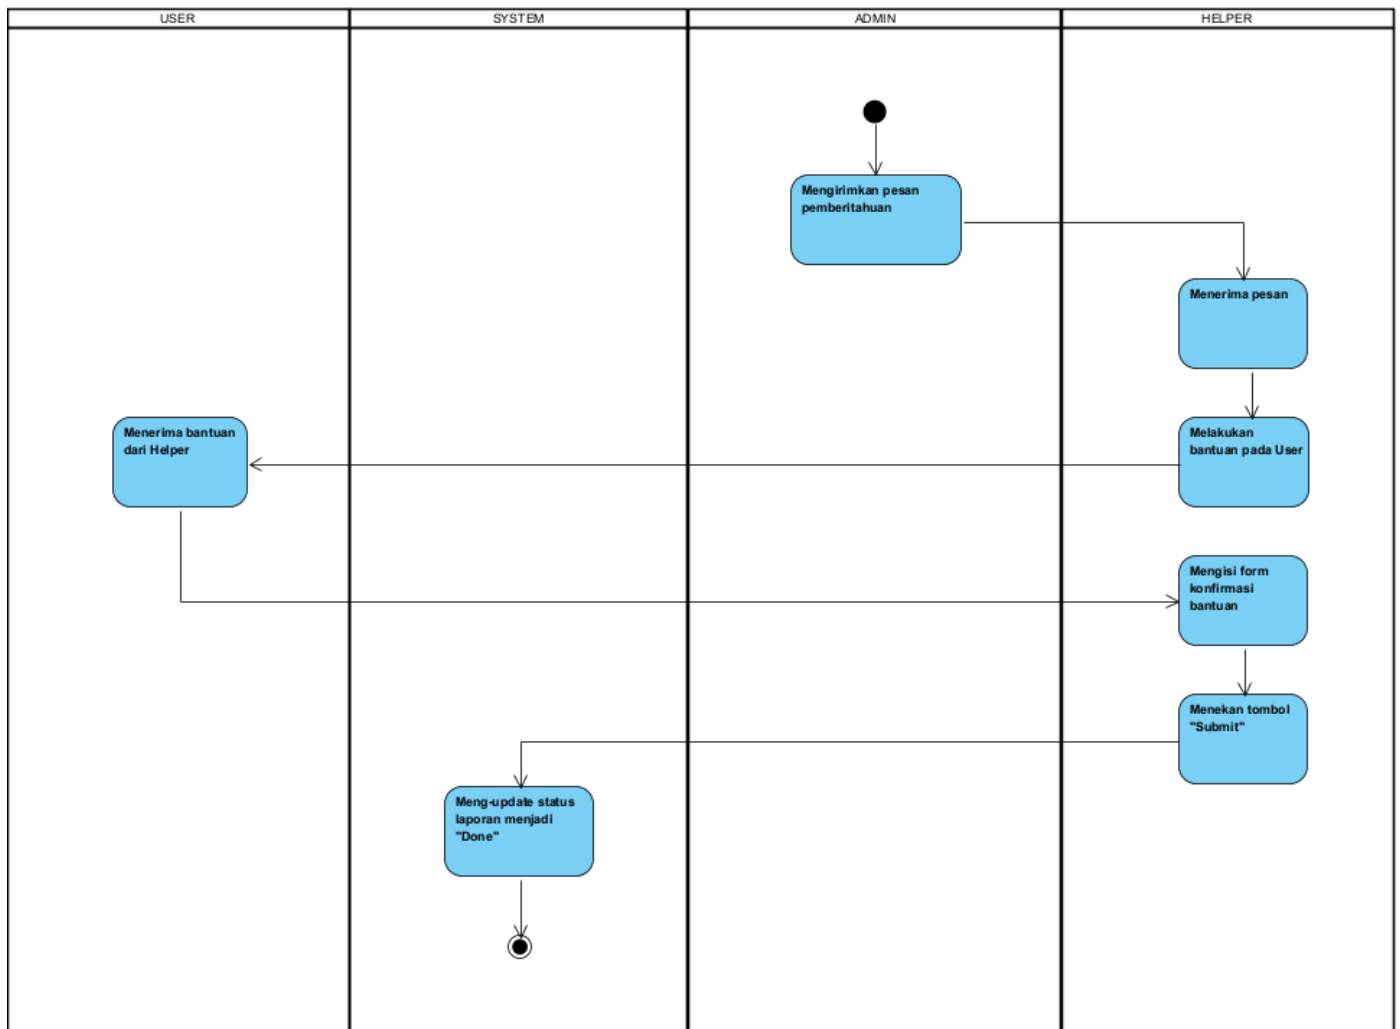 USER
SYSTEM
ADMIN
HELPER
Mengirimkan pesan
pemberitahuan
Menerima pesan
Melakukan
bantuan pada User
Menerima bantuan
dari Helper
Mengisi form
konfirmasi
bantuan
Menekan tombol
"Submit"
Meng-update status
laporan menjadi
"Done"